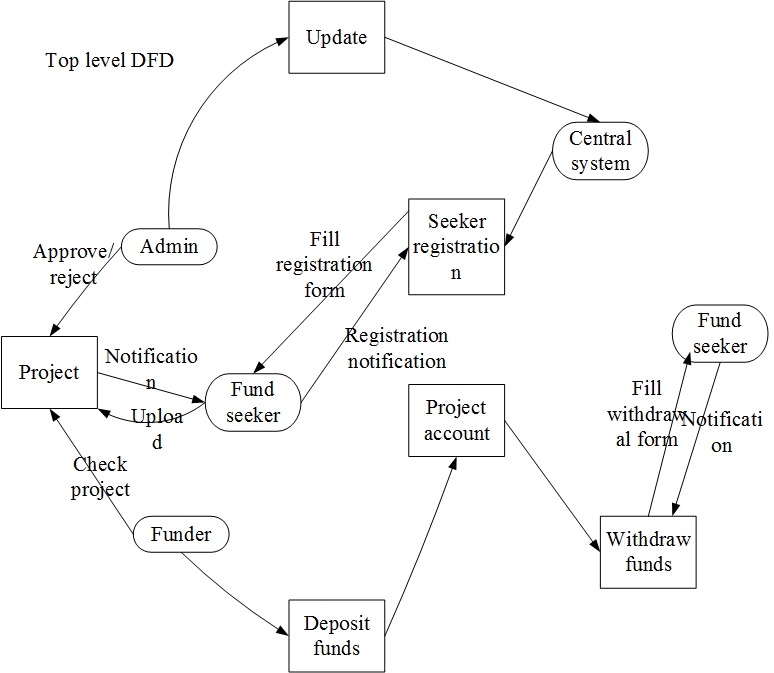 Update
Top level DFD
Central
system
Admin
Approve/
reject
Fill
registration
form
Seeker
registratio
n
Registration
notification
Project
Notificatio
n
Uploa
d
Fund
seeker
Project
account
Fund
seeker
Fill
withdraw
al form
Notificati
on
Check
project
Funder
Withdraw
funds
Deposit
funds